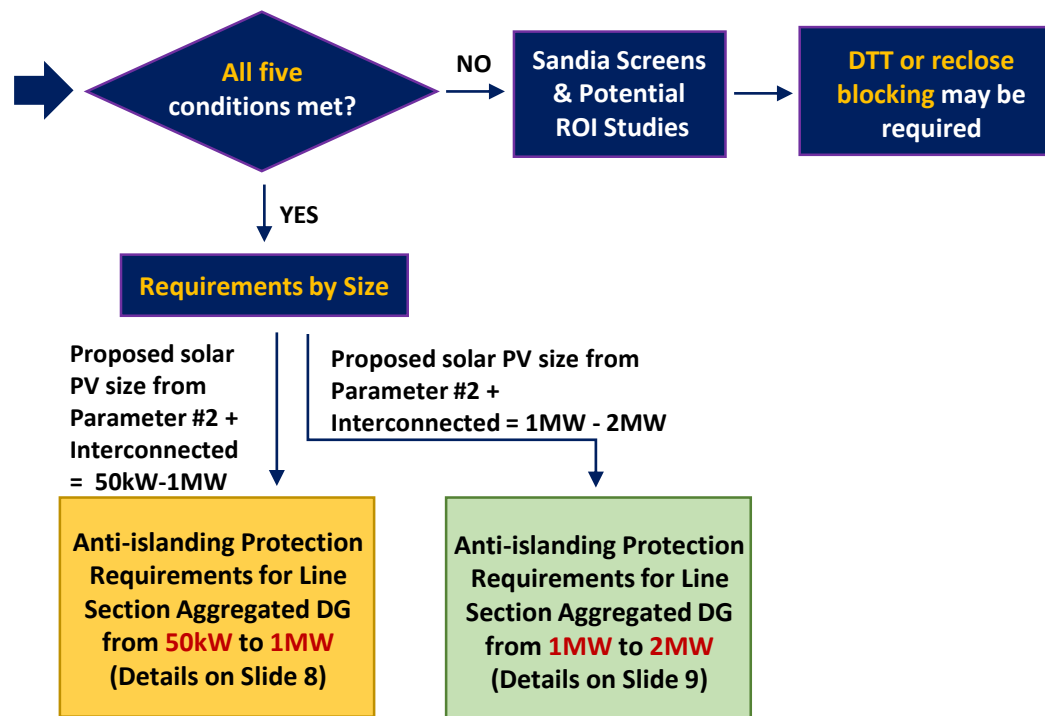 All five
conditions met?
NO
Sandia Screens
& Potential
ROI Studies
DTT or reclose
blocking may be
required
YES
Requirements by Size
Proposed solar
PV size from
Parameter #2 +
Interconnected
= 50kW-1MW
Proposed solar PV size from
Parameter #2 +
Interconnected = 1MW - 2MW
Anti-islanding Protection
Requirements for Line
Section Aggregated DG
from 50kW to 1MW
(Details on Slide 8)
Anti-islanding Protection
Requirements for Line
Section Aggregated DG
from 1MW to 2MW
(Details on Slide 9)